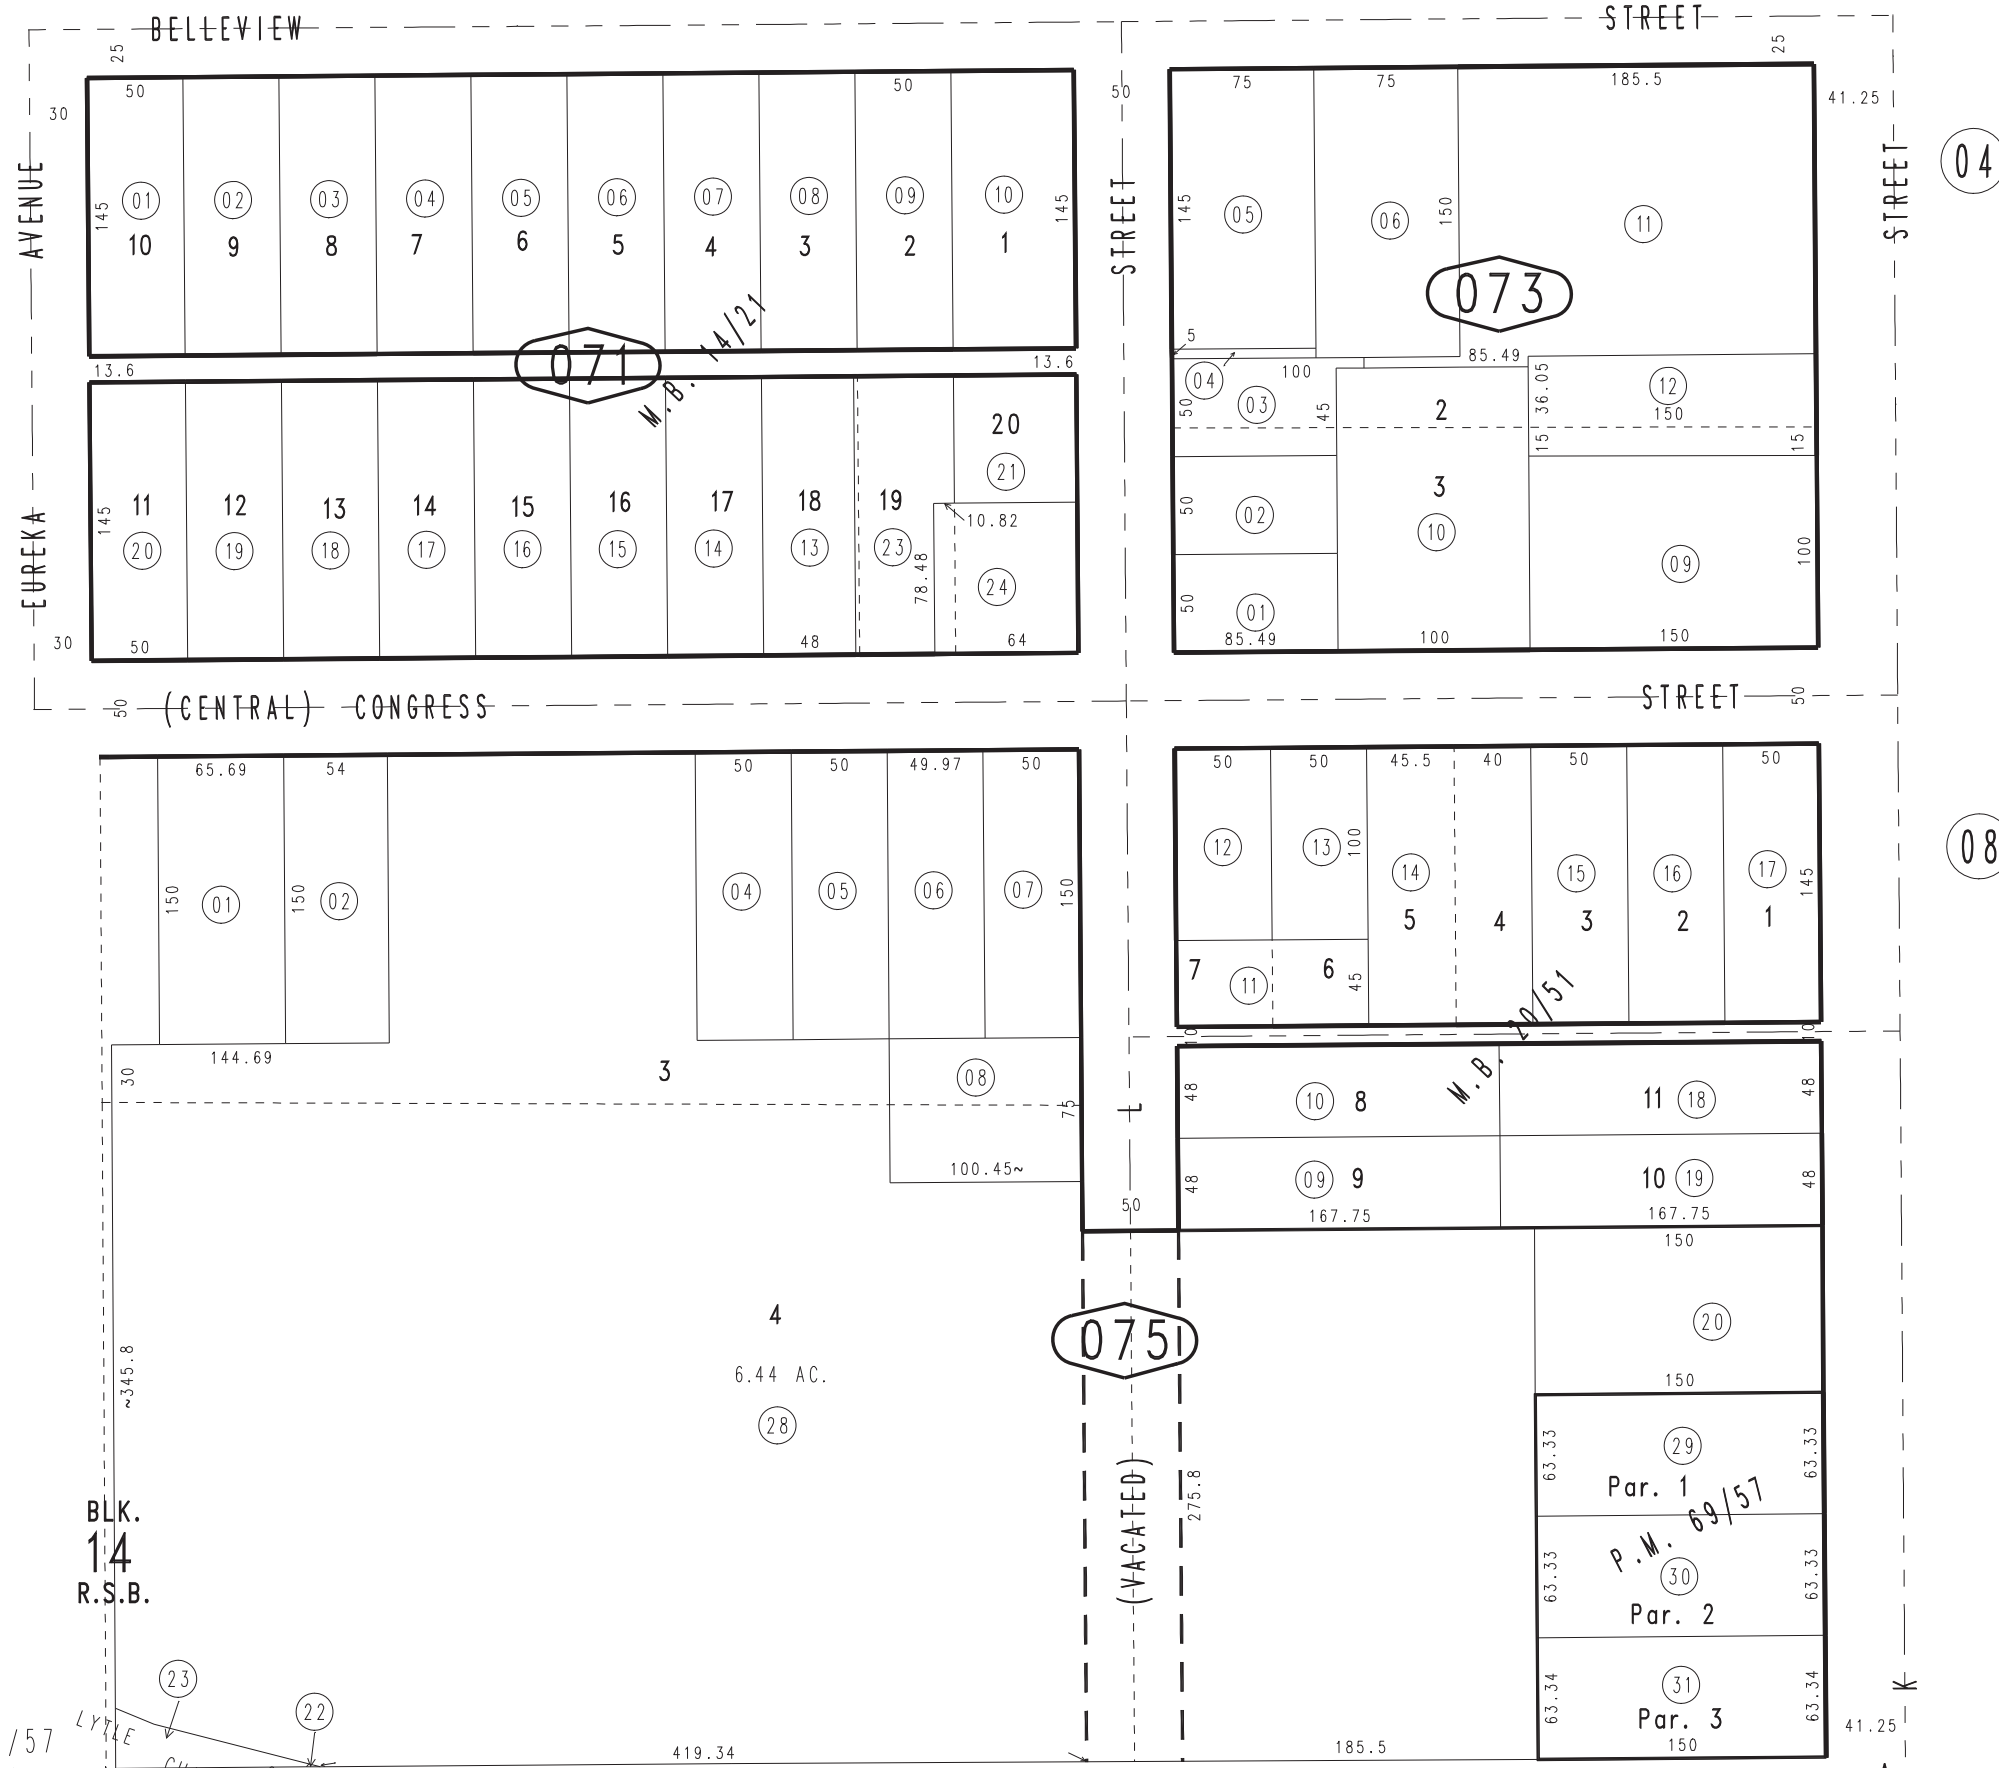 BELLEVIEW STREET
25 25
50 50 50 75 75 185.5
30 41.25
AVENUE STREET STREET 04
01 02 03 04 05 06 07 08 09 10 05 06 11
145 145 145 150
10 9 8 7 6 5 4 3 2 1
073
M.B. 14/21
071
5
13.6 13.6 85.49
04 100 36.05 12
50 03 45 2 150
20
15 15
21
11 12 13 14 15 16 17 18 19 3
145 10.82 50 02 10
20 19 18 17 16 15 14 13 23
EUREKA 78.48 24 100 09
50 01
30 50 48 64 85.49 100 150
50 (CENTRAL) CONGRESS STREET 50
65.69 54 50 50 49.97 50 50 50 45.5 40 50 50
12 13 100 14 15 16 17 145
08
150 01 150 02 04 05 06 07 150
5 4 3 2 1
7 11 6 45
M.B. 20/51
10 10
144.69
30 3 08
75 L
48 10 8 11 18 48
100.45~
48 09 9 10 19 48
50 167.75 167.75
150
4 075 20
~345.8
6.44 AC. 150
28
63.33 29 63.33
Par. 1
(VACATED) 275.8
P.M. 69/57
BLK.
14
R.S.B.
63.33 30 63.33
Par. 2
23 22
63.34 31 63.34 K
Par. 3
LYTLE
/57 419.34 185.5 150 41.25